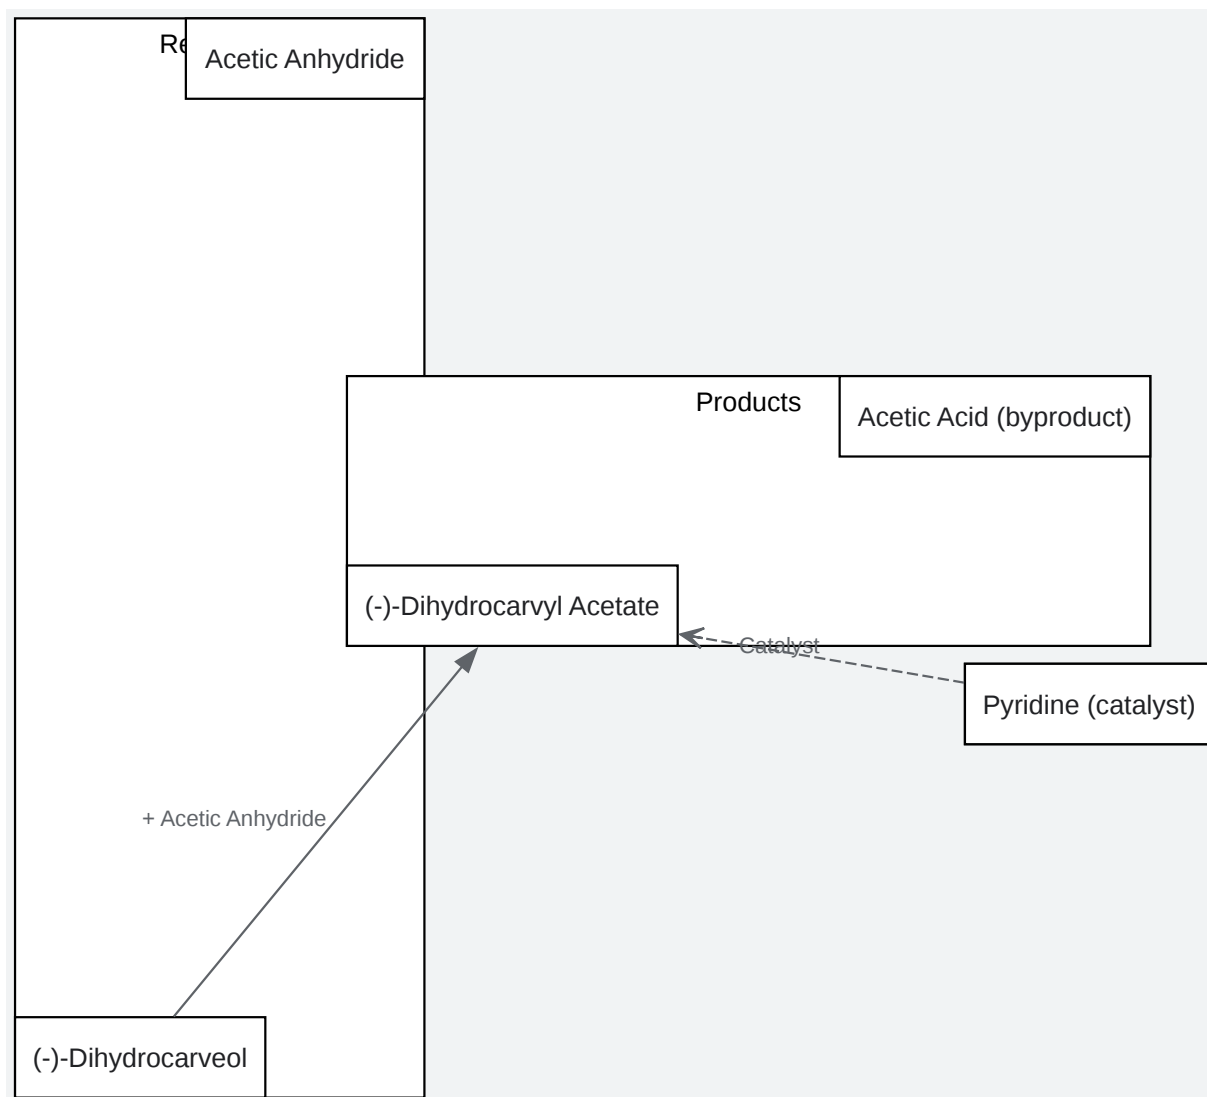 Re
Acetic Anhydride
Products
Acetic Acid (byproduct)
(-)-Dihydrocarvyl Acetate
Catalyst
Pyridine (catalyst)
+ Acetic Anhydride
(-)-Dihydrocarveol